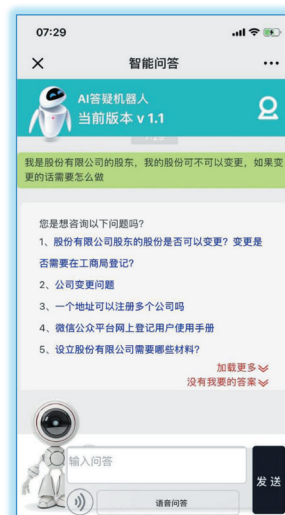 07:29
智能问答
AI答疑机器人
当前版本 v 1.1
我是股份有限公司的股东，我的股份可不可以变更，如果变
更的话需要怎么做
您是想咨询以下问题吗?
1、股份有限公司股东的股份是否可以变更？变更是
否需要在工商局登记?
2、公司变更问题
3、一个地址可以注册多个公司吗
4、微信公众平台网上登记用户使用手册
5、设立股份有限公司需要哪些材料?
加载更多
没有我要的答案
输入问答
发 送
语音问答